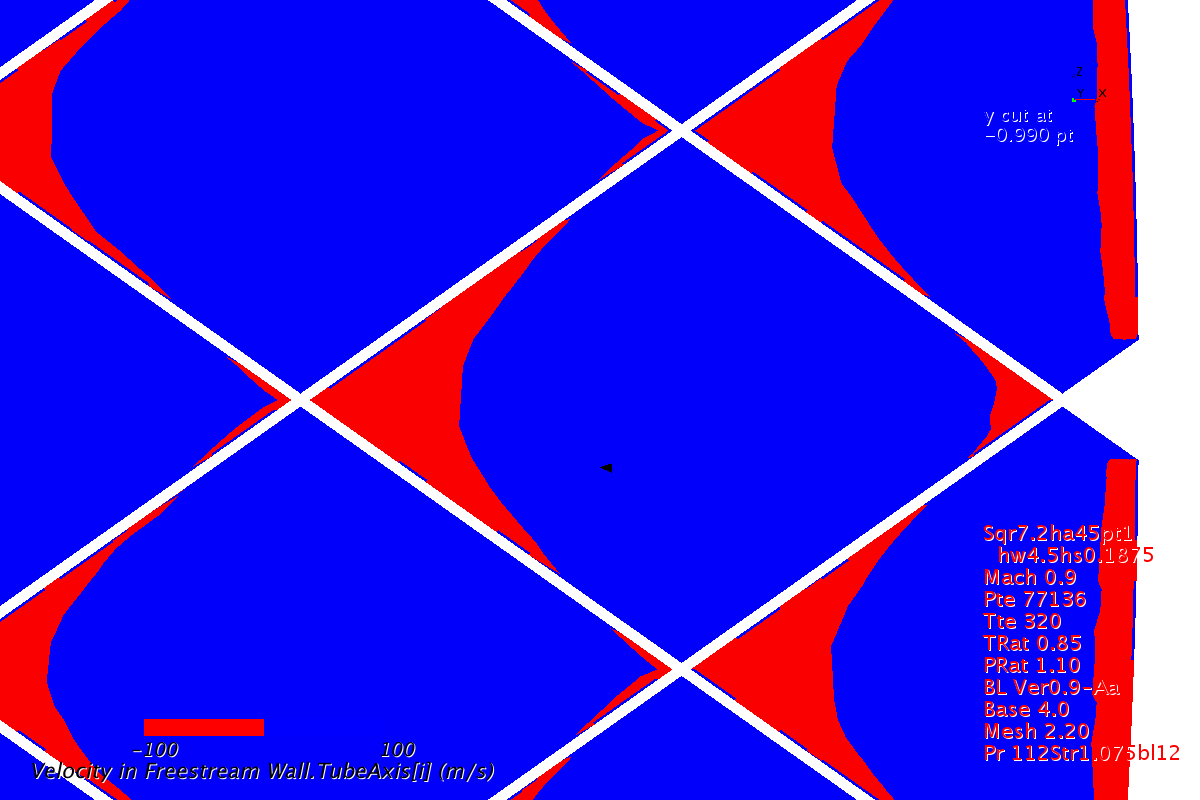 Z
Y X
y cut at
−0.990 pt
Sqr7.2ha45pt1
hw4.5hs0.1875
Mach 0.9
Pte 77136
Tte 320
TRat 0.85
PRat 1.10
BL Ver0.9−Aa
Base 4.0
Mesh 2.20
Pr 112Str1.075bl12
−100 100
Velocity in Freestream Wall.TubeAxis[i] (m/s)